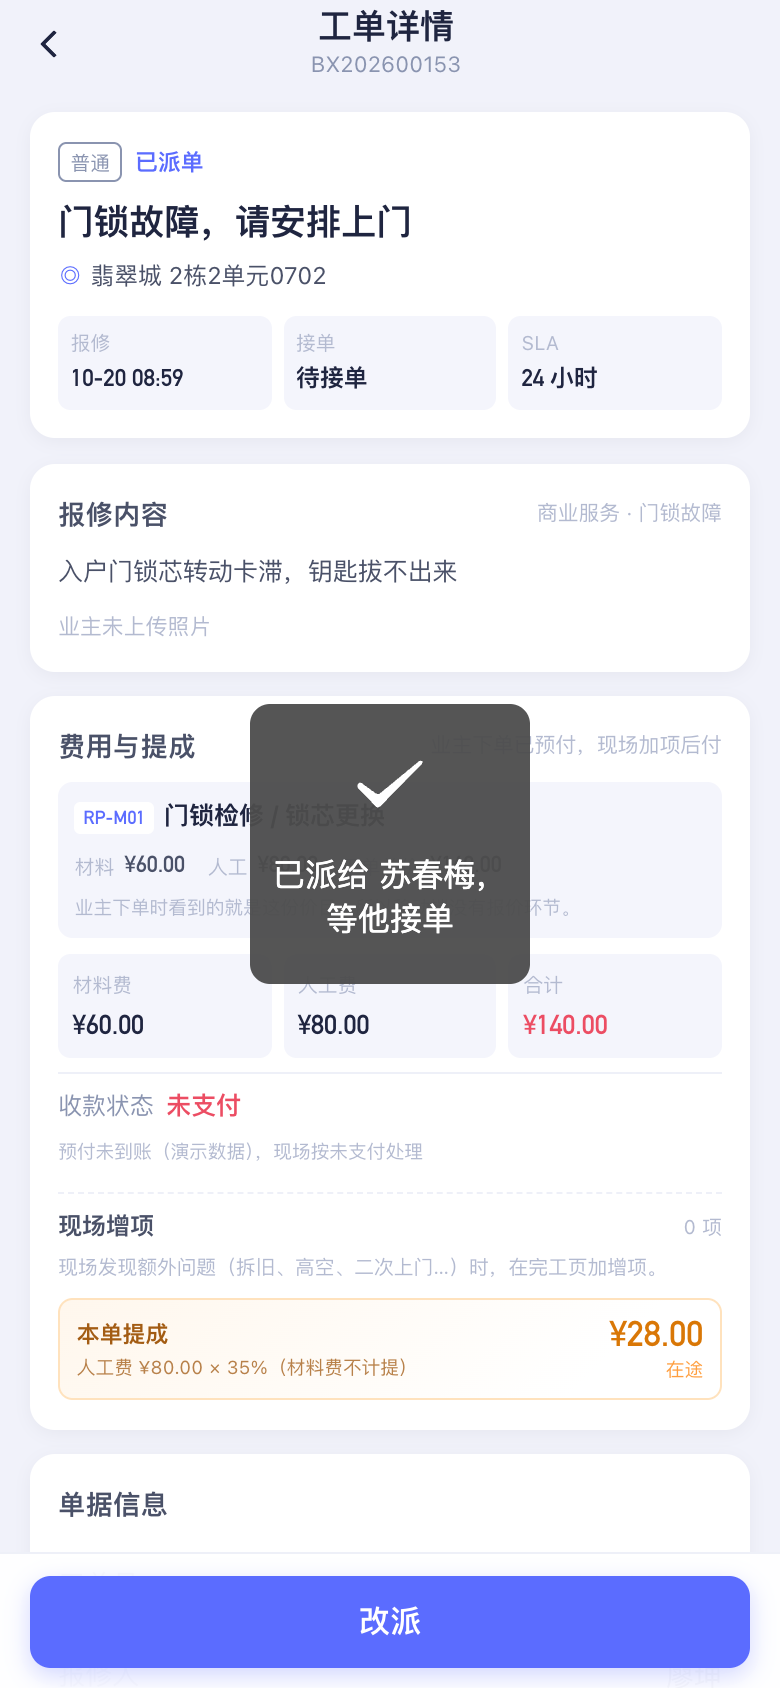 工单详情
BX202600153
普通 已派单
门锁故障，请安排上门
◎ 翡翠城 2栋2单元0702
报修 接单 SLA
10-20 08:59 待接单 24 小时
报修内容 商业服务 · 门锁故障
入户门锁芯转动卡滞，钥匙拔不出来
业主未上传照片
费用与提成 业主下单已预付，现场加项后付
RP-M01 门锁检修 / 锁芯更换
材料 ¥60.00 人工
业主下单时看到的就是 环节。
已派给 苏春梅，
等他接单
材料费 人工费 合计
¥60.00 ¥80.00 ¥140.00
收款状态 未支付
预付未到账（演示数据），现场按未支付处理
现场增项 0 项
现场发现额外问题（拆旧、高空、二次上门...）时，在完工页加增项。
本单提成 ¥28.00
人工费 ¥80.00 × 35%（材料费不计提） 在途
单据信息
改派